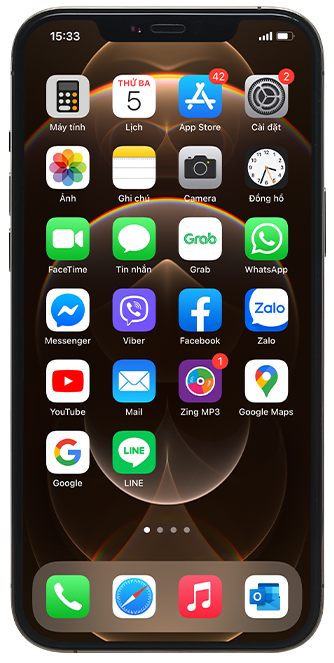 15:33
42
2
THỨ BA
5
Máy tính
Lịch
App Store
Cài đặt
Ảnh
Ghi chú
Camera
Đồng hồ
Grab
FaceTime
Tin nhắn
Grab
WhatsApp
Zalo
Messenger
Viber
Facebook
Zalo
1
YouTube
Mail
Zing MP3
Google Maps
LINE
Google
LINE
O